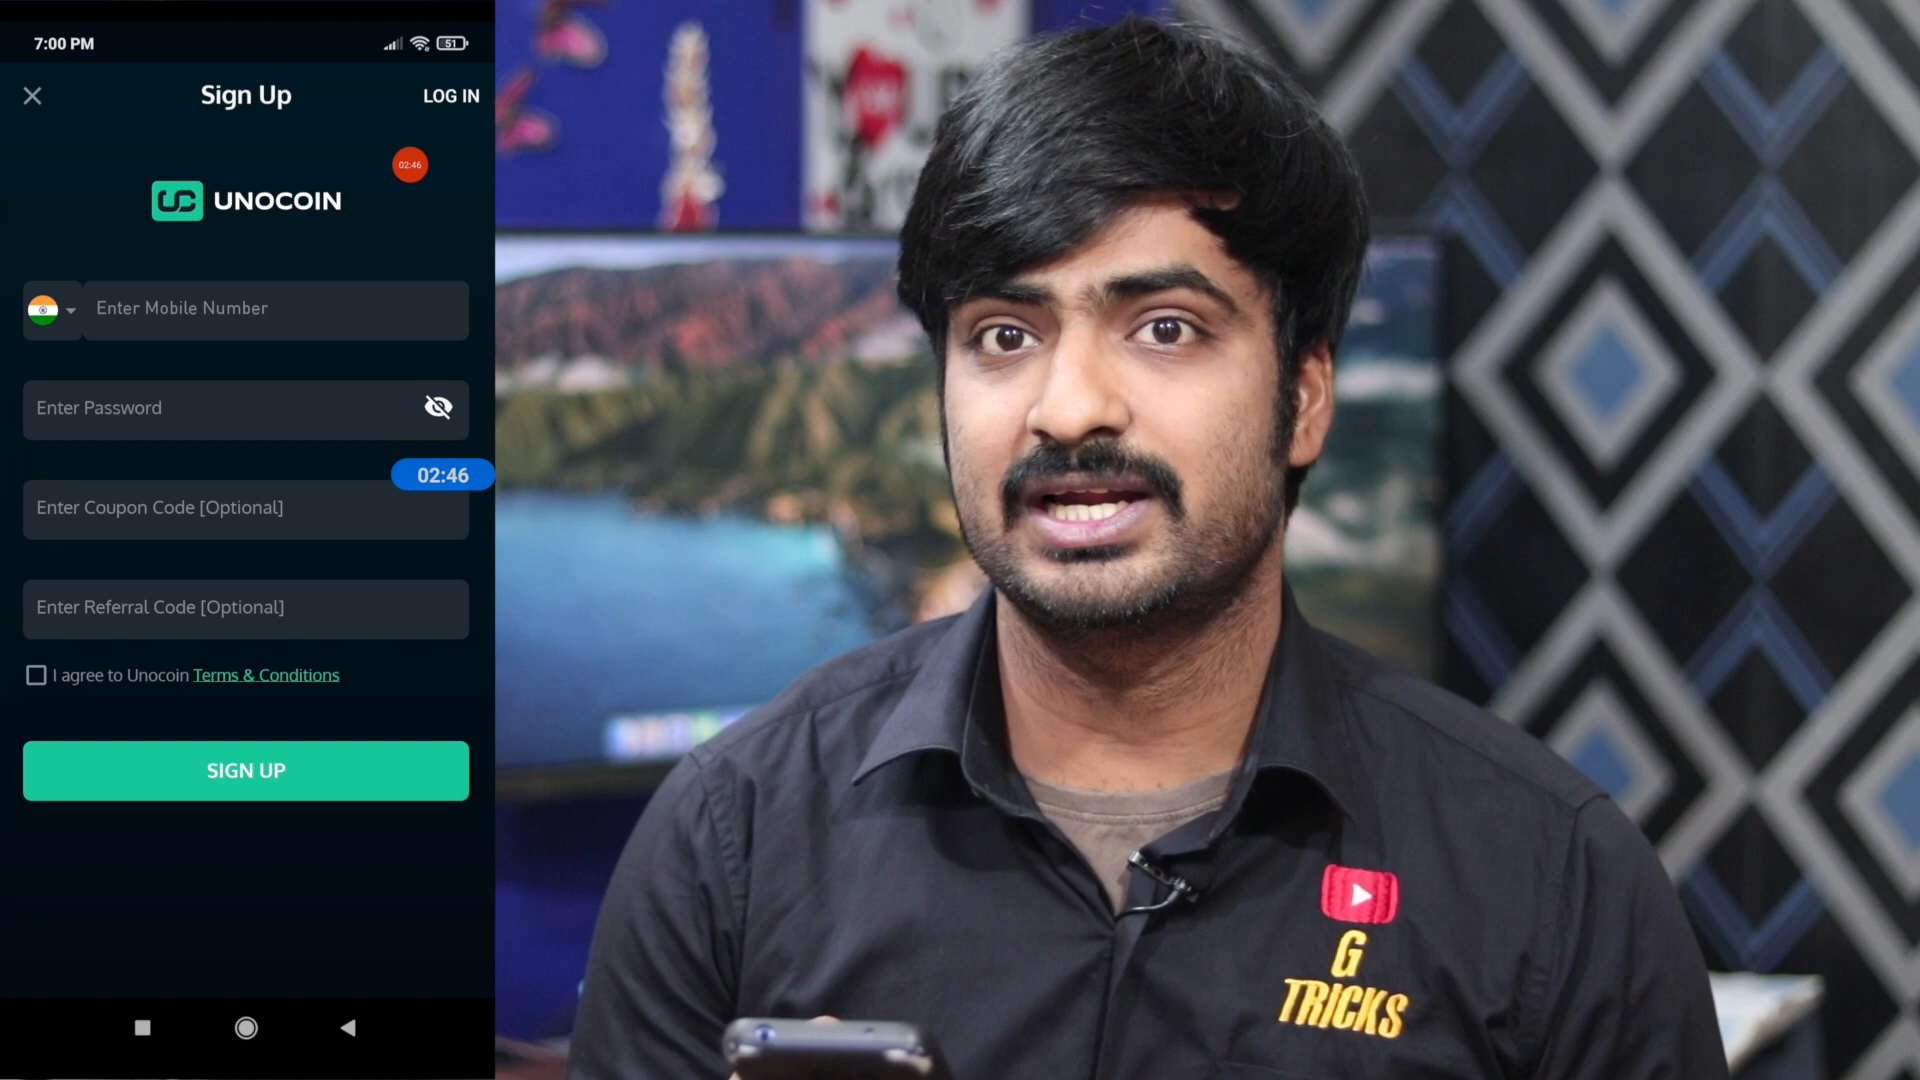 7:00 PM
51
Sign Up
LOG IN
02:46
UNOCOIN
Enter Mobile Number
Enter Password
02:46
Enter Coupon Code [Optional]
Enter Referral Code [Optional]
I agree to Unocoin Terms & Conditions
SIGN UP
G
TRICKS